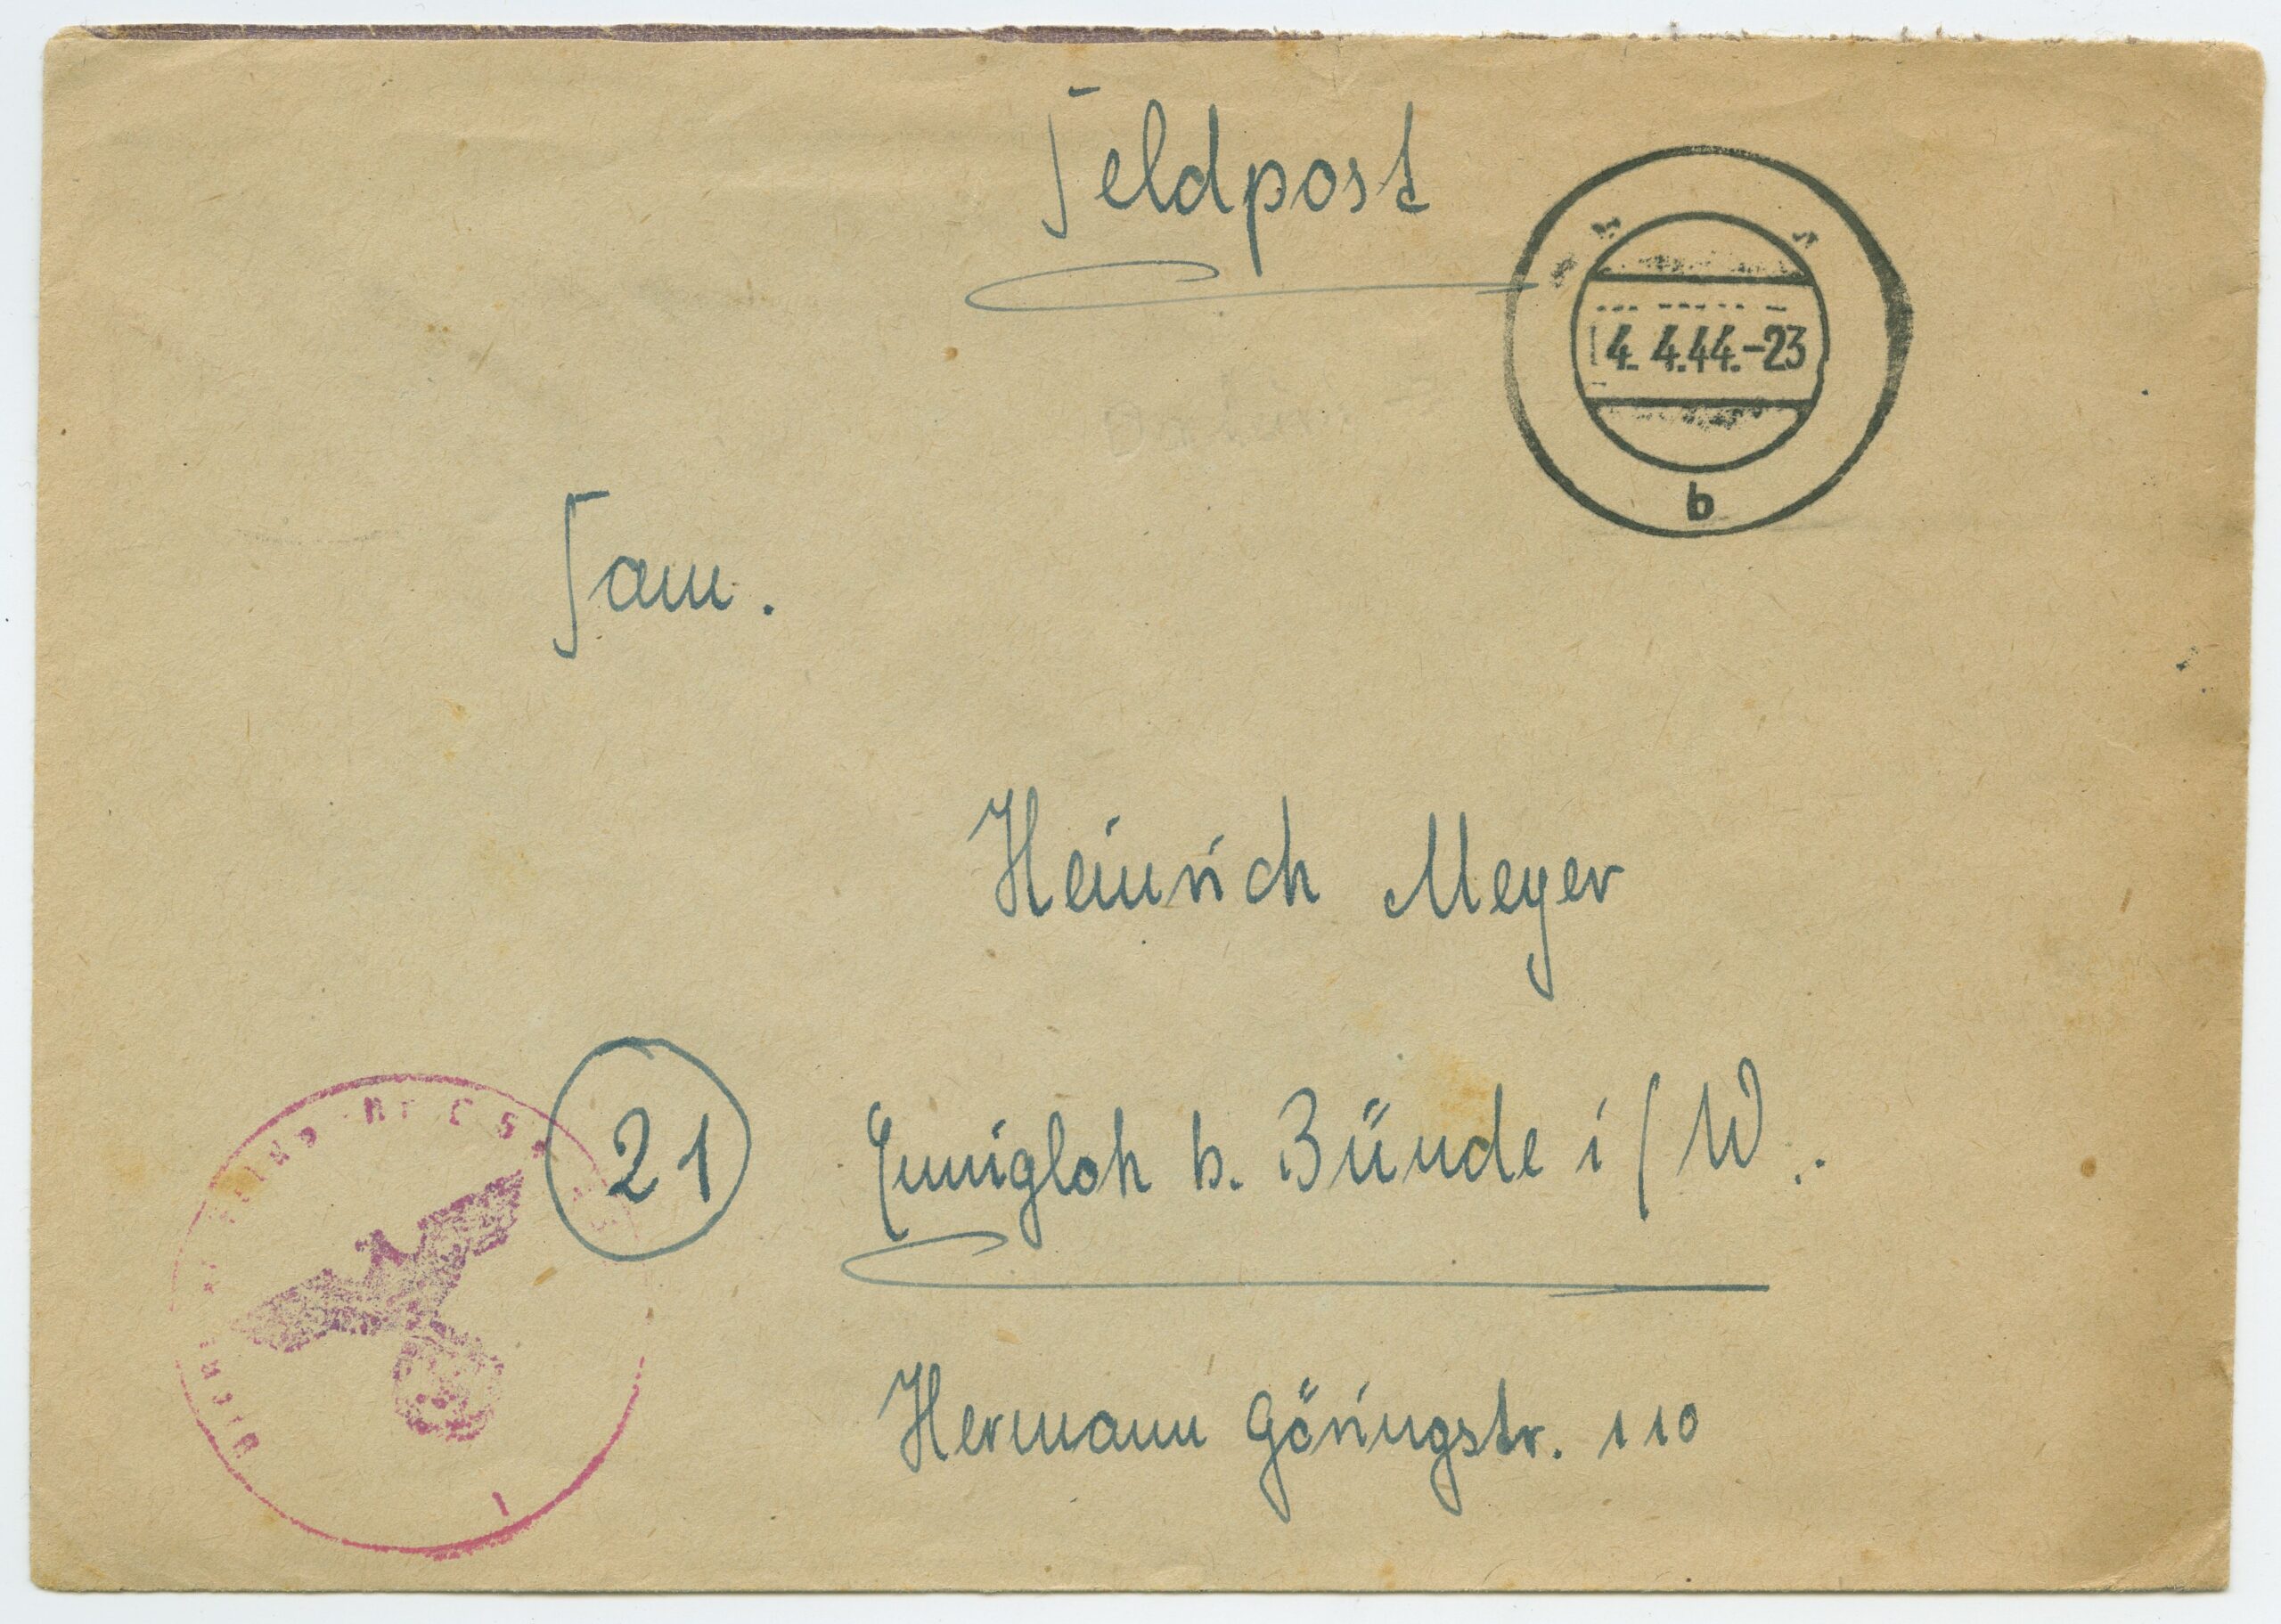 Feldpost
4. 4.44.-23
b
Fam.
Heinrich Meyer
21 Ennigloh b. Bünde i/W.
Hermann Göringstr. 110